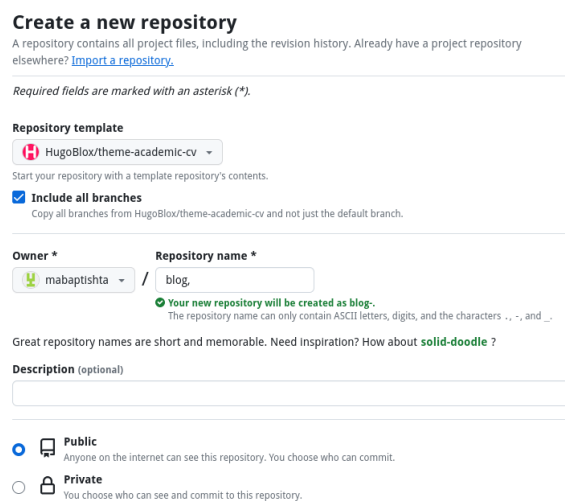 Create a new repository
A repository contains all project files, including the revision history. Already have a project repository
elsewhere? Import a repository.
Required fields are marked with an asterisk (*).
Repository template
HugoBlox/theme-academic-cv
Start your repository with a template repository's contents.
Include all branches
Copy all branches from HugoBlox/theme-academic-cv and not just the default branch.
Owner * Repository name *
mabaptishta / blog,
Your new repository will be created as blog-.
The repository name can only contain ASCII letters, digits, and the characters ., -, and _.
Great repository names are short and memorable. Need inspiration? How about solid-doodle ?
Description (optional)
Public
Anyone on the internet can see this repository. You choose who can commit.
Private
You choose who can see and commit to this repository.